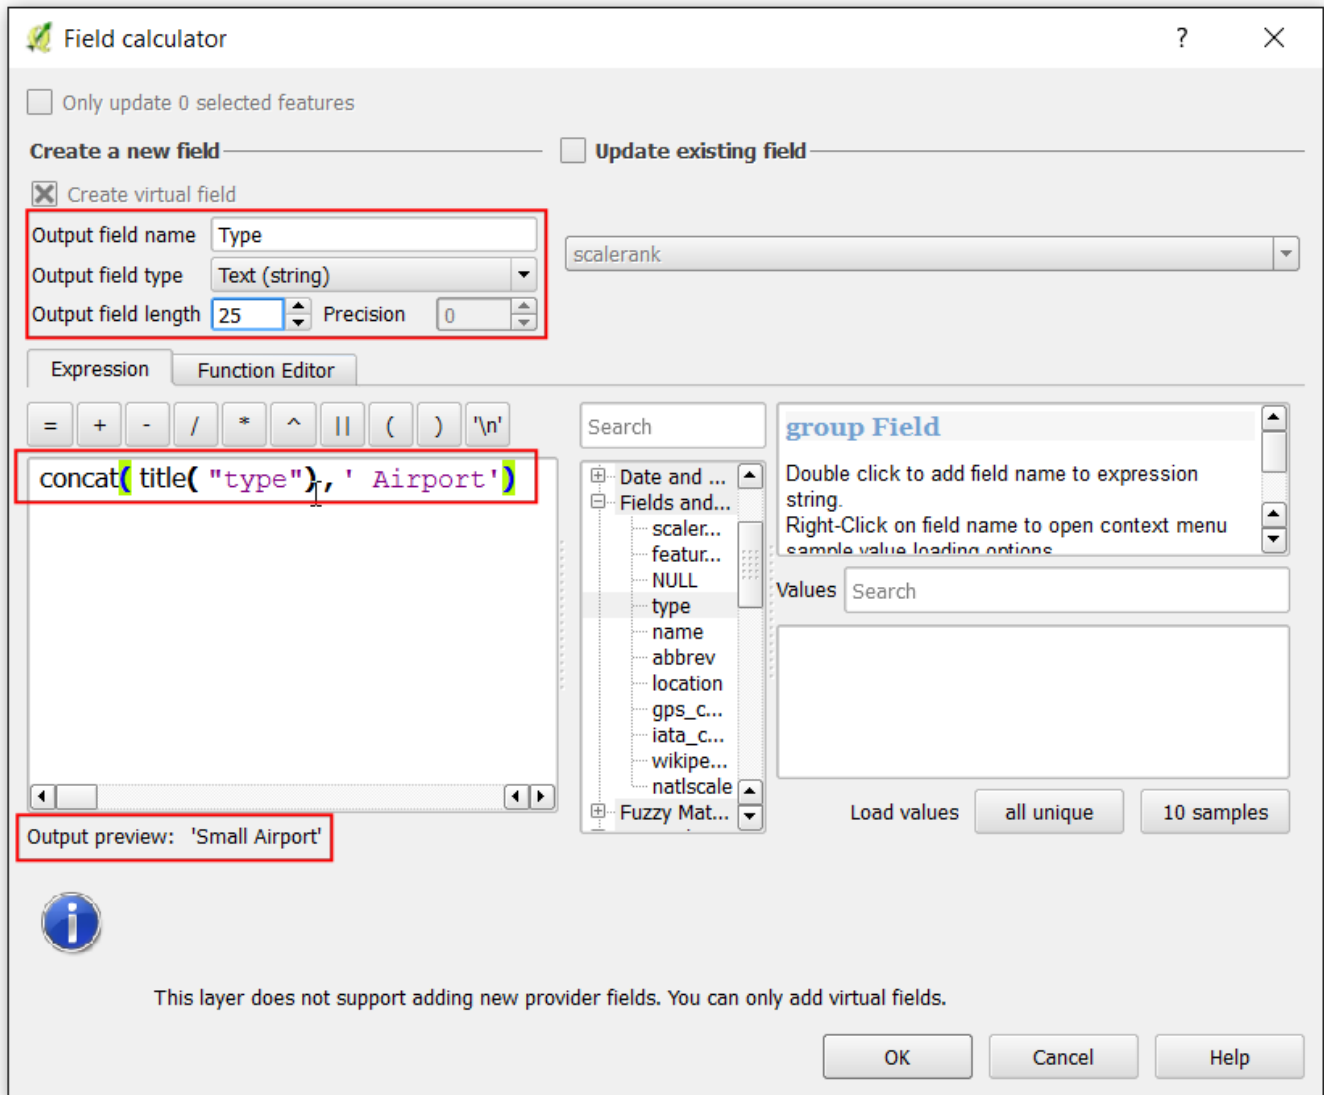 Field calculator
?
Only update 0 selected features
Create a new field
Update existing field
Create virtual field
Output field name Type
scalerank
Output field type Text (string)
Output field length 25 Precision 0
Expression Function Editor
= + - / * ^ || ( ) '\n'
Search
group Field
concat( title( "type"), ' Airport')
Double click to add field name to expression
string.
Right-Click on field name to open context menu
sample value loading options
Date and ...
Fields and...
scaler...
featur...
NULL
type
name
abbrev
location
gps_c...
iata_c...
wikipe...
natlscale
Fuzzy Mat...
Values Search
Load values all unique 10 samples
Output preview: 'Small Airport'
i
This layer does not support adding new provider fields. You can only add virtual fields.
OK Cancel Help